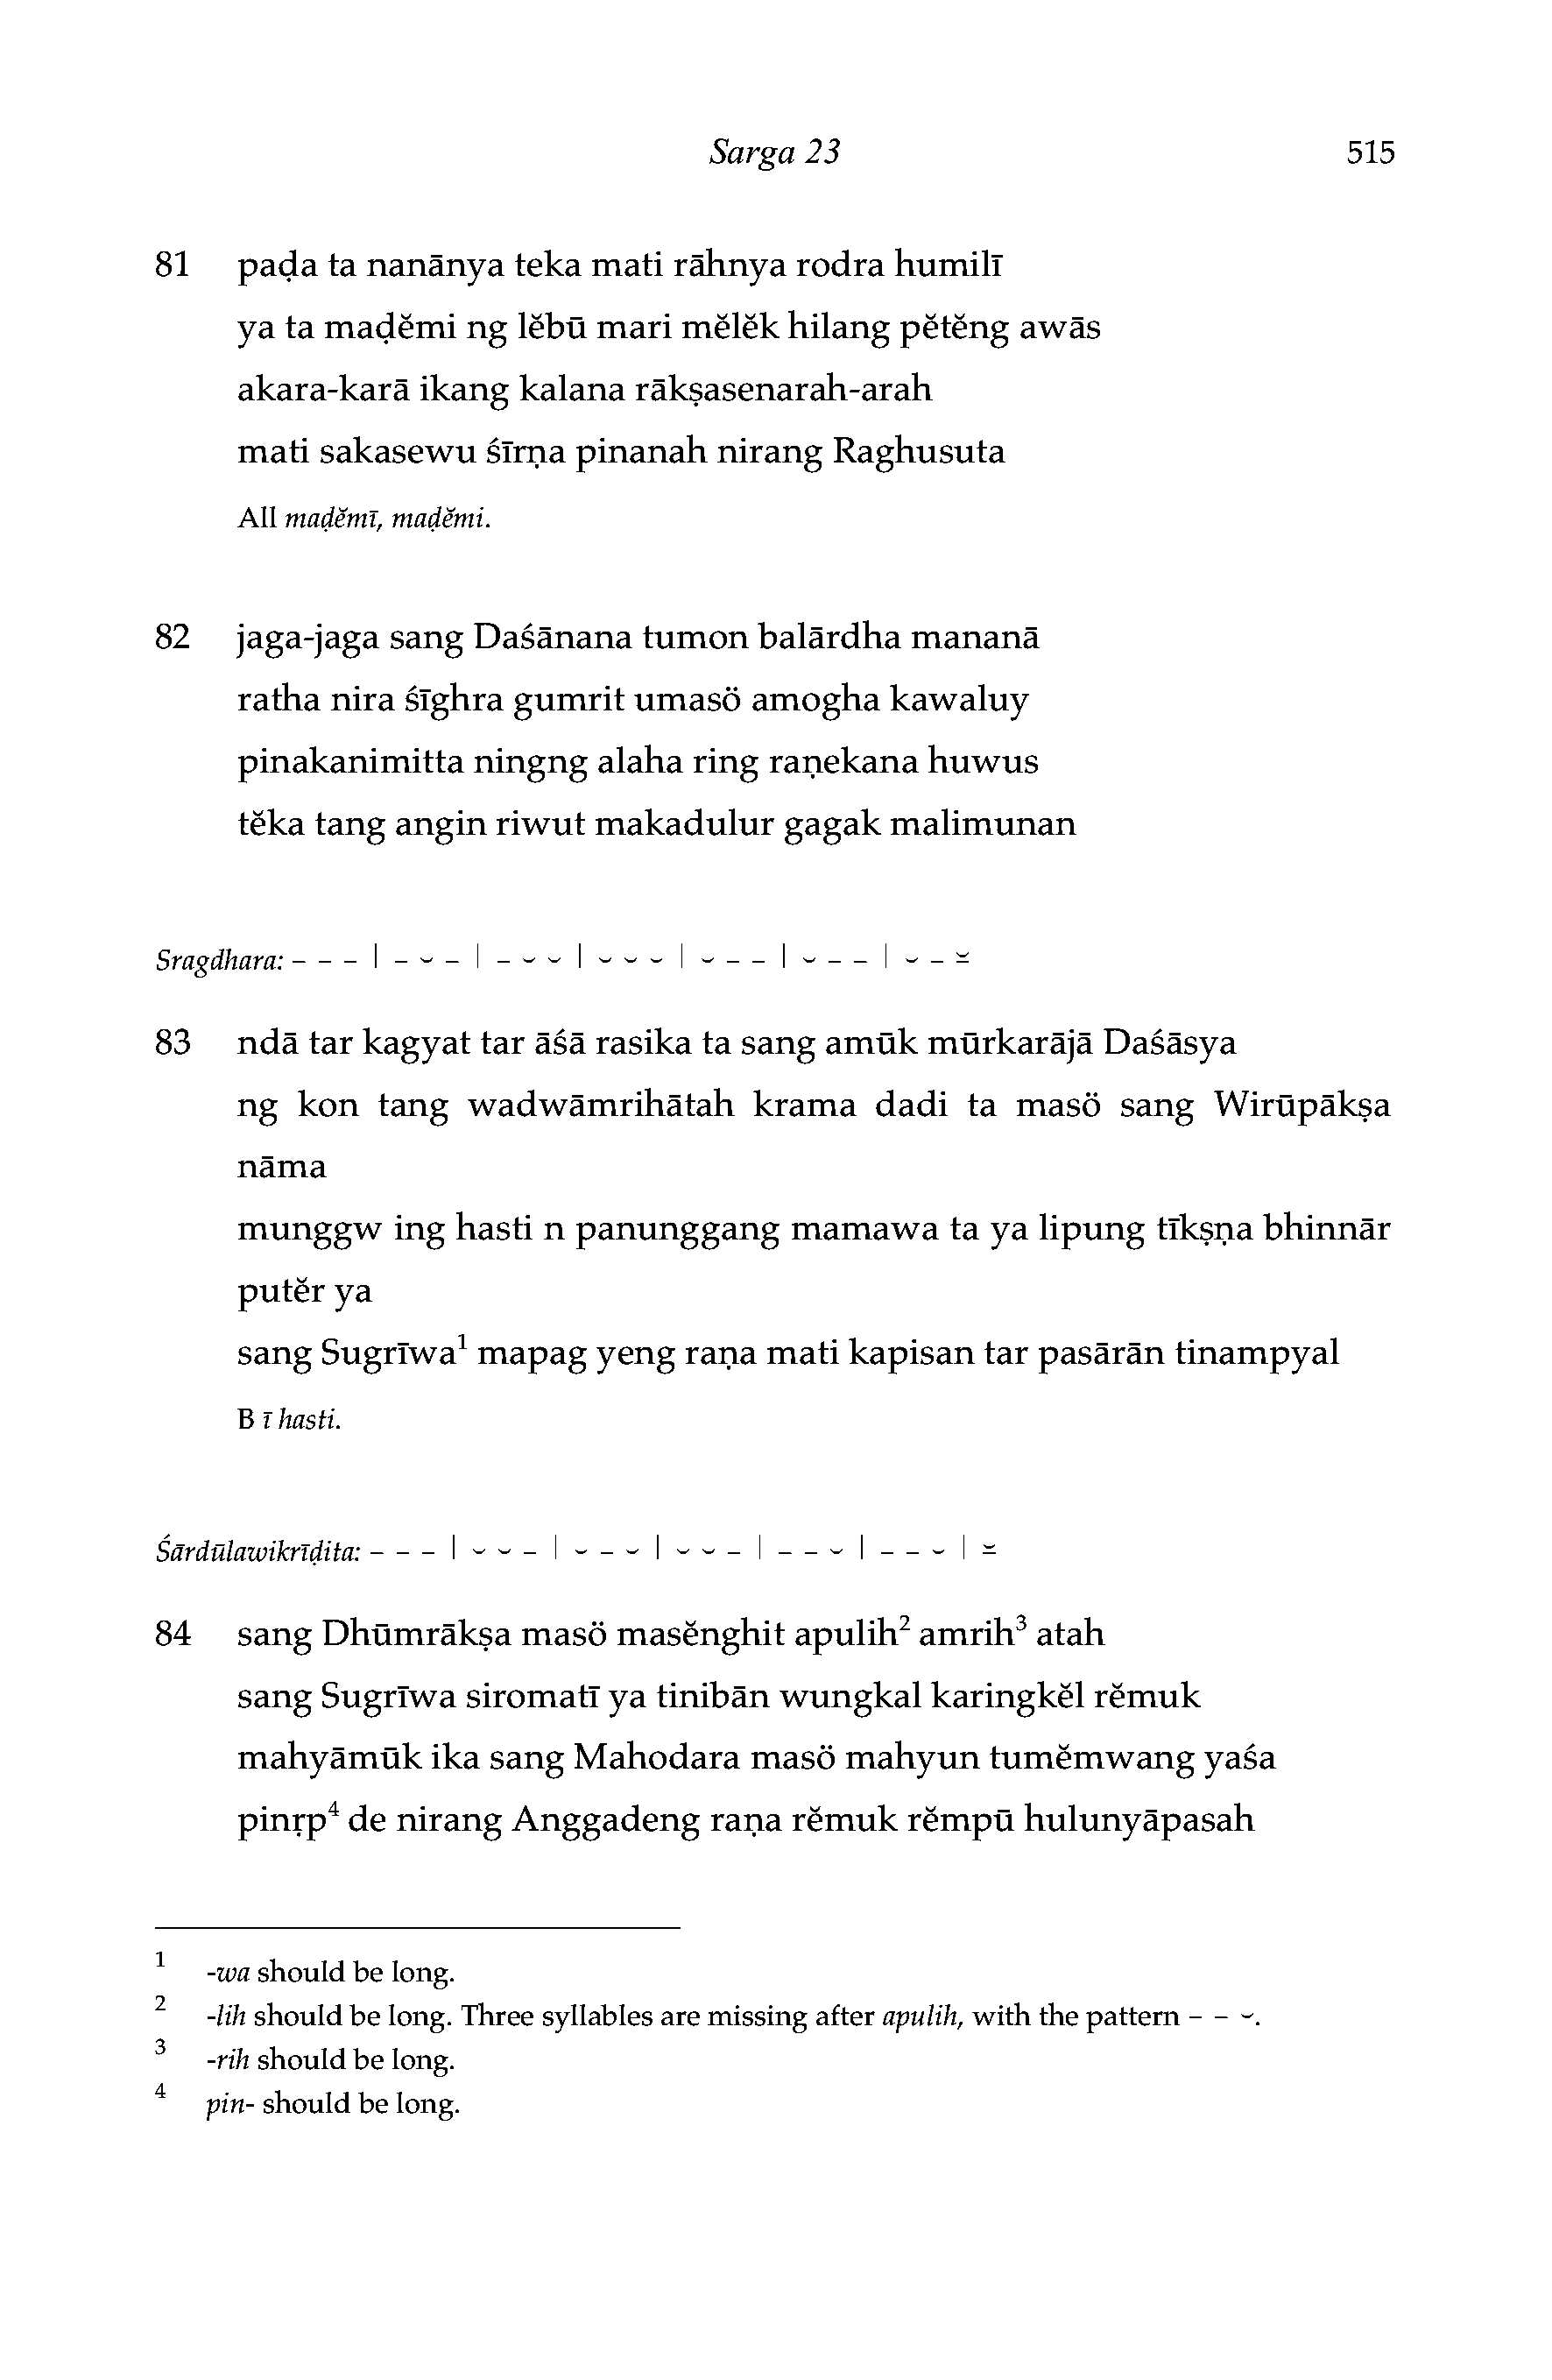 Sarga 23 515
81 paḍa ta nanānya teka mati rāhnya rodra humilī
ya ta maḍĕmi ng lĕbū mari mĕlĕk hilang pĕtĕng awās
akara-karā ikang kalana rākṣasenarah-arah
mati sakasewu śīrṇa pinanah nirang Raghusuta
All maḍĕmī, maḍĕmi.
82 jaga-jaga sang Daśānana tumon balārdha mananā
ratha nira śīghra gumrit umasö amogha kawaluy
pinakanimitta ningng alaha ring raṇekana huwus
tĕka tang angin riwut makadulur gagak malimunan
Sragdhara: – – – | – ⏑ – | – ⏑ ⏑ | ⏑ ⏑ ⏑ | ⏑ – – | ⏑ – – | ⏑ – ⏓
83 ndā tar kagyat tar āśā rasika ta sang amūk mūrkarājā Daśāsya
ng kon tang wadwāmrihātah krama dadi ta masö sang Wirūpākṣa
nāma
munggw ing hasti n panunggang mamawa ta ya lipung tīkṣṇa bhinnār
putĕr ya
sang Sugrīwa¹ mapag yeng raṇa mati kapisan tar pasārān tinampyal
B ī hasti.
Śārdūlawikrīḍita: – – – | ⏑ ⏑ – | ⏑ – ⏑ | ⏑ ⏑ – | – – ⏑ | – – ⏑ | ⏓
84 sang Dhūmrākṣa masö masĕnghit apulih² amrih³ atah
sang Sugrīwa siromatī ya tinibān wungkal karingkĕl rĕmuk
mahyāmūk ika sang Mahodara masö mahyun tumĕmwang yaśa
pinṛp⁴ de nirang Anggadeng raṇa rĕmuk rĕmpū hulunyāpasah
1 -wa should be long.
2 -lih should be long. Three syllables are missing after apulih, with the pattern – – ⏑.
3 -rih should be long.
4 pin- should be long.